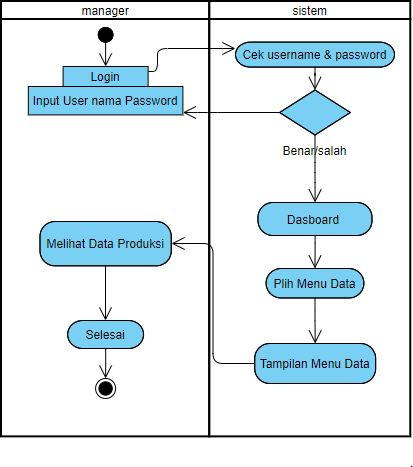 manager
sistem
Login
Input User nama Password
Cek username & password
Benar/salah
Dasboard
Plih Menu Data
Tampilan Menu Data
Melihat Data Produksi
Selesai